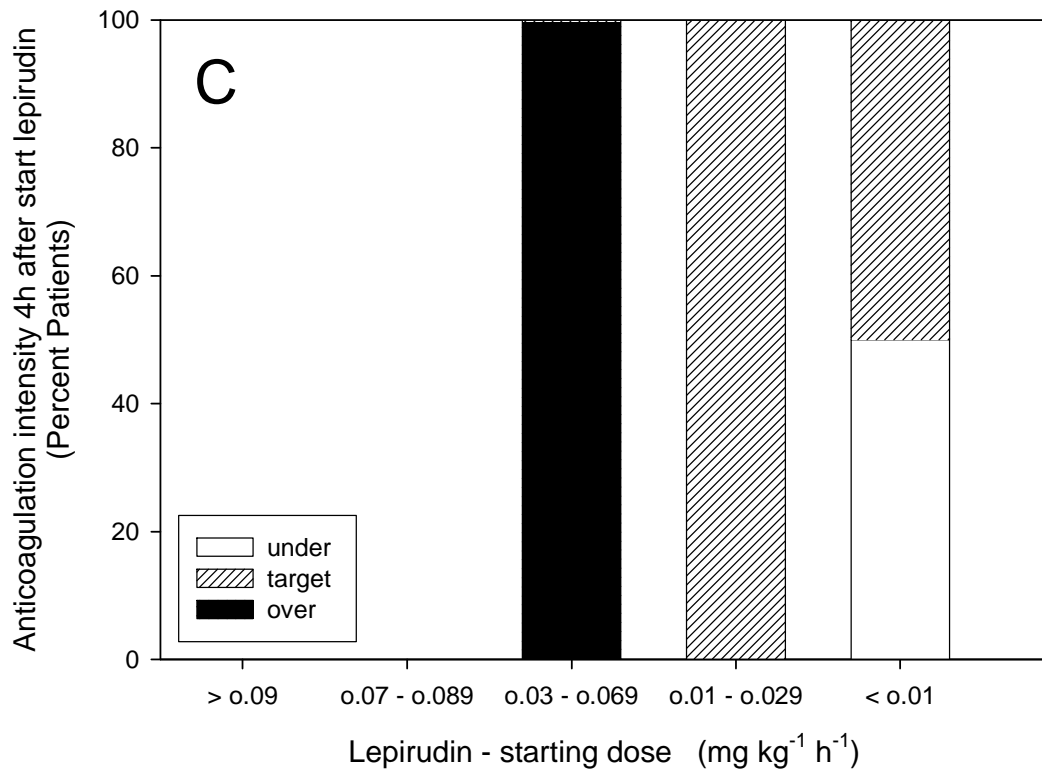 Anticoagulation intensity 4h after start lepirudin
(Percent Patients)
100
80
60
40
20
0
C
under
target
over
> o.09
o.07 - o.089
o.03 - o.069
o.01 - o.029
< o.01
Lepirudin - starting dose (mg kg⁻¹ h⁻¹)